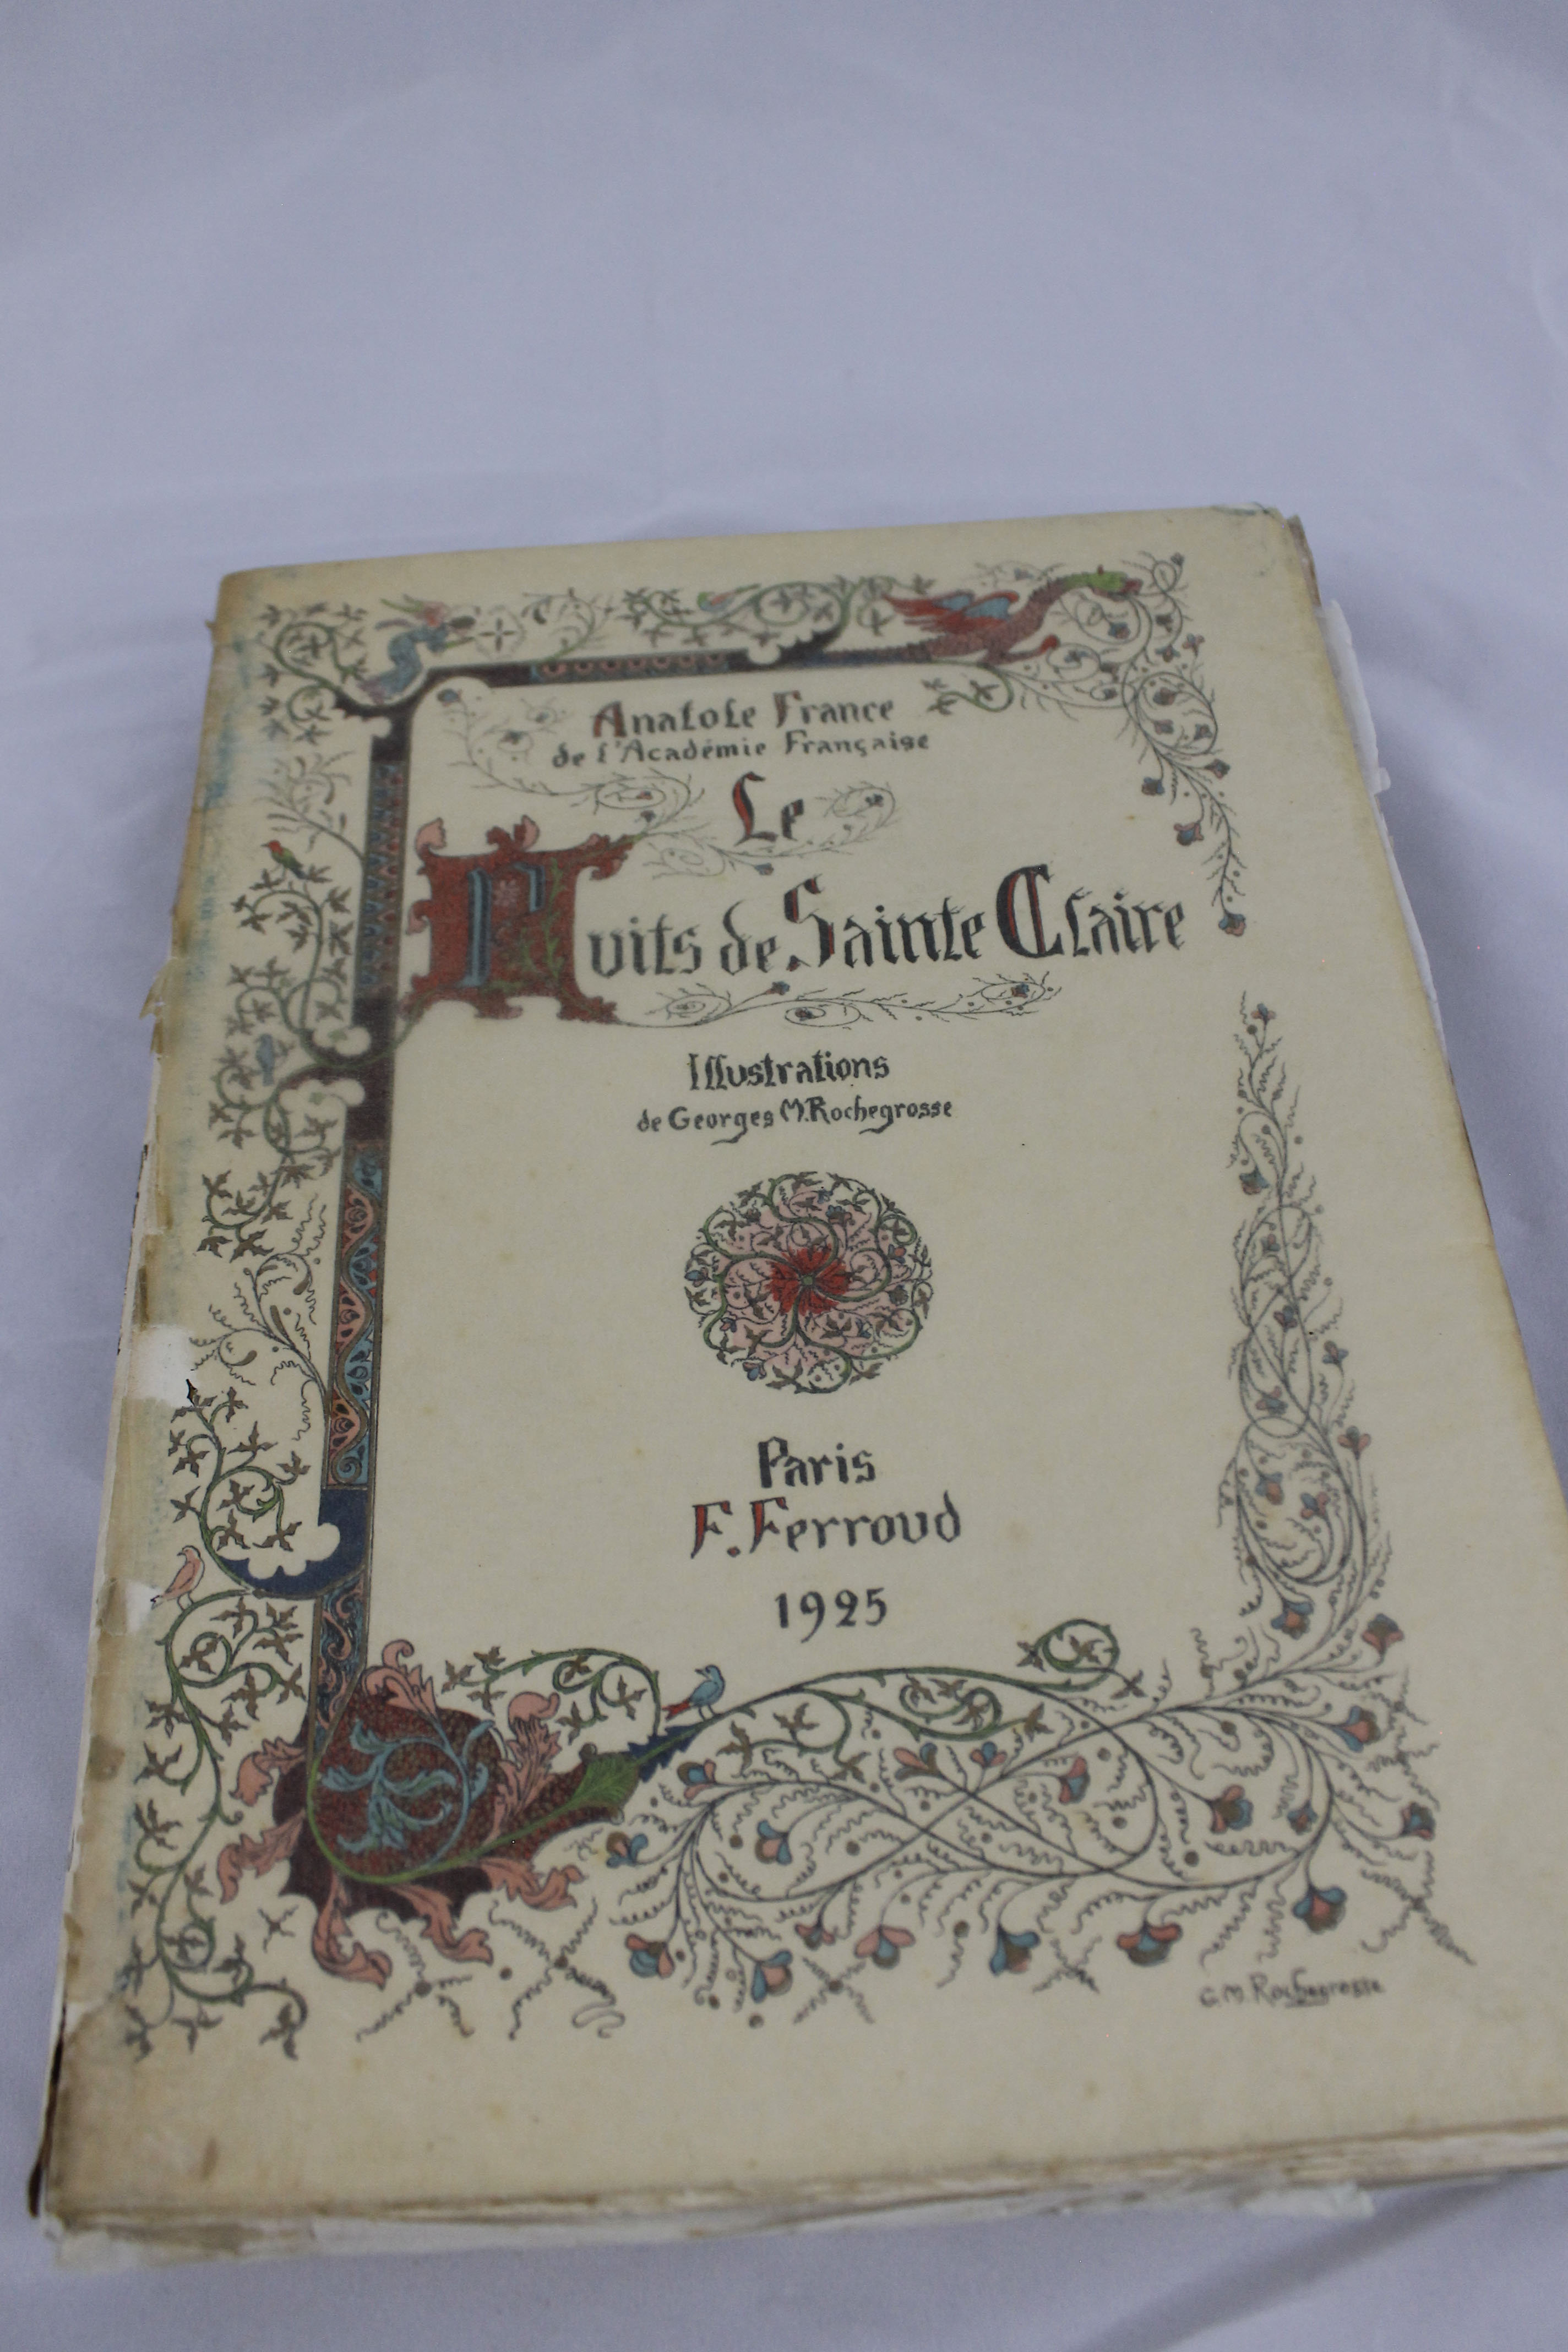 Anatole France
de l'Académie Française
Le
Puits de Sainte Claire
Illustrations
de Georges M. Rochegrosse
Paris
F. Ferroud
1925
G. M. Rochegrosse